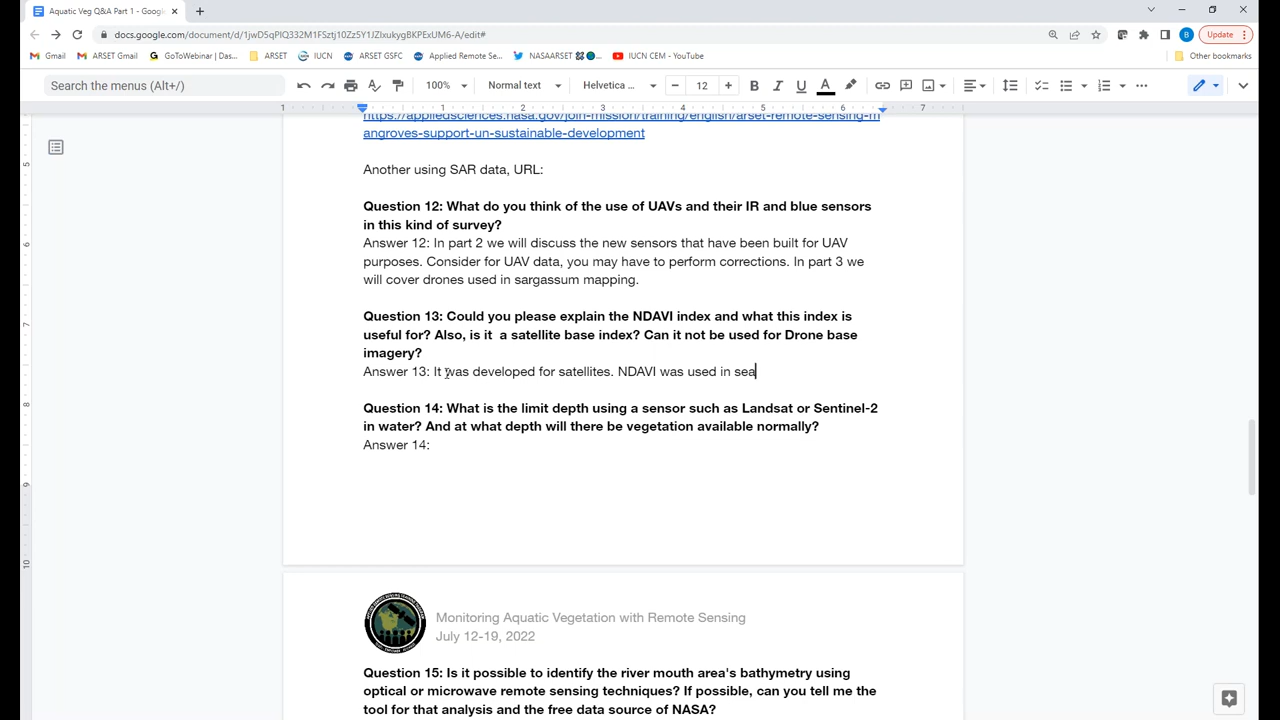 Aquatic Veg Q&A Part 1 - Google
docs.google.com/document/d/1jwD5qPIQ332M1FSztj10Zz5Y1JZlxukygBKPExUM6-A/edit#
Update
Gmail ARSET Gmail GoToWebinar | Das... ARSET IUCN ARSET GSFC Applied Remote Se... NASAARSET IUCN CEM - YouTube Other bookmarks
Search the menus (Alt+/) 100% Normal text Helvetica ... 12
1 1 2 3 4 5 6 7
https://appliedsciences.nasa.gov/join-mission/training/english/arset-remote-sensing-m
angroves-support-un-sustainable-development
Another using SAR data, URL:
Question 12: What do you think of the use of UAVs and their IR and blue sensors
in this kind of survey?
Answer 12: In part 2 we will discuss the new sensors that have been built for UAV
purposes. Consider for UAV data, you may have to perform corrections. In part 3 we
will cover drones used in sargassum mapping.
Question 13: Could you please explain the NDAVI index and what this index is
useful for? Also, is it  a satellite base index? Can it not be used for Drone base
imagery?
Answer 13: It was developed for satellites. NDAVI was used in sea
Question 14: What is the limit depth using a sensor such as Landsat or Sentinel-2
in water? And at what depth will there be vegetation available normally?
Answer 14:
Monitoring Aquatic Vegetation with Remote Sensing
July 12-19, 2022
Question 15: Is it possible to identify the river mouth area's bathymetry using
optical or microwave remote sensing techniques? If possible, can you tell me the
tool for that analysis and the free data source of NASA?